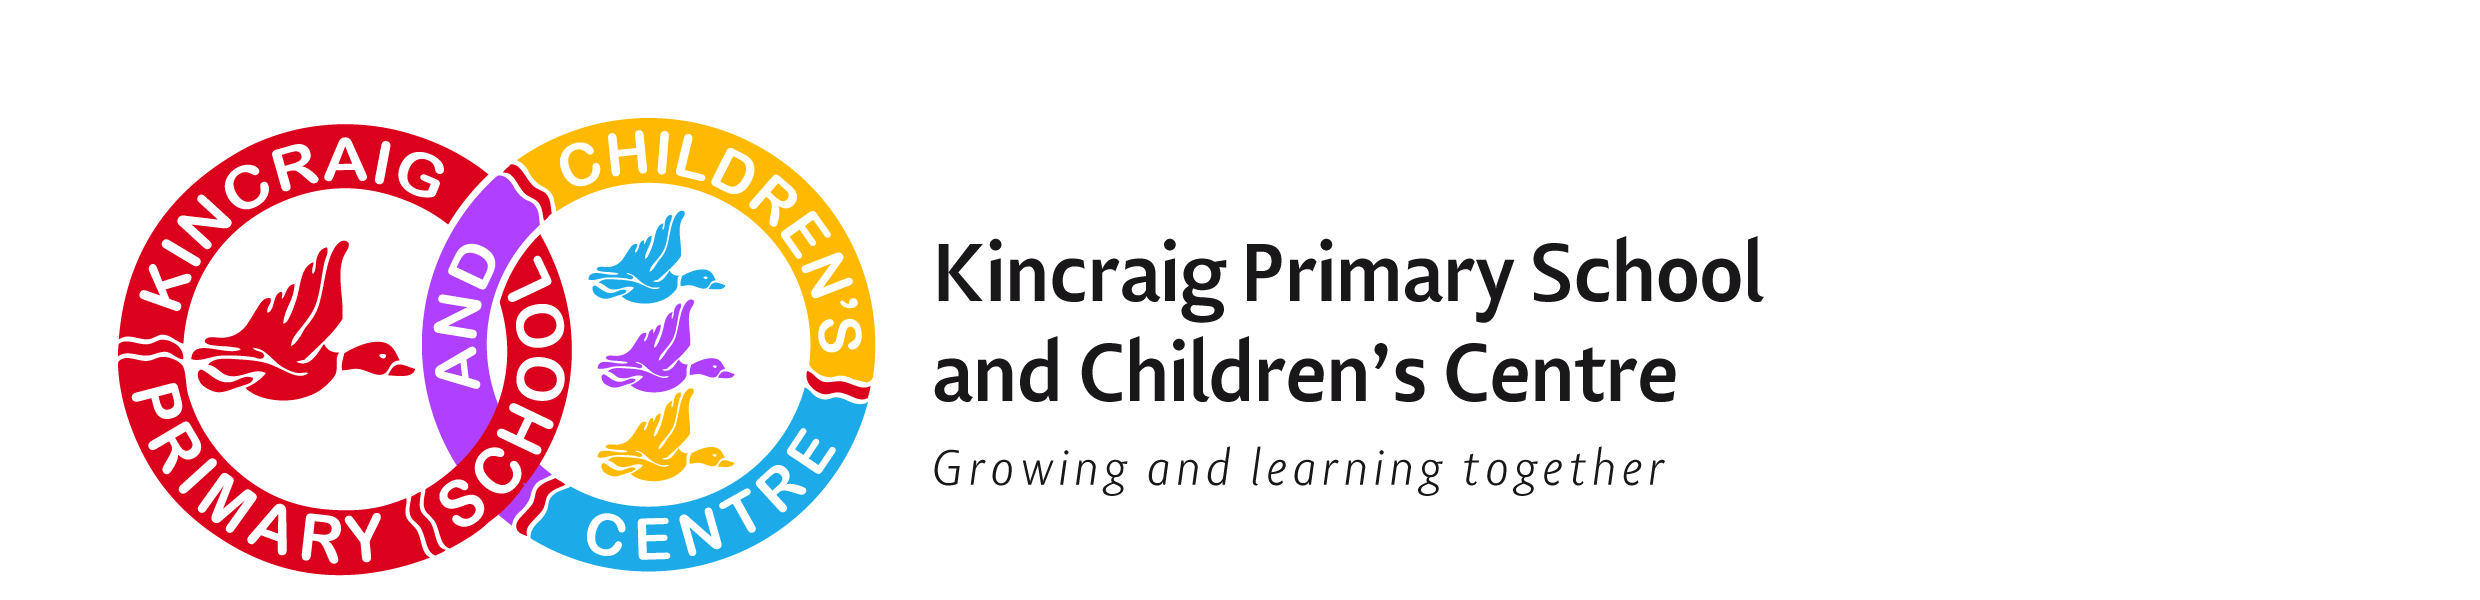 KINCRAIG
PRIMARY
SCHOOL
AND
CHILDREN'S
CENTRE
Kincraig Primary School
and Children’s Centre
Growing and learning together